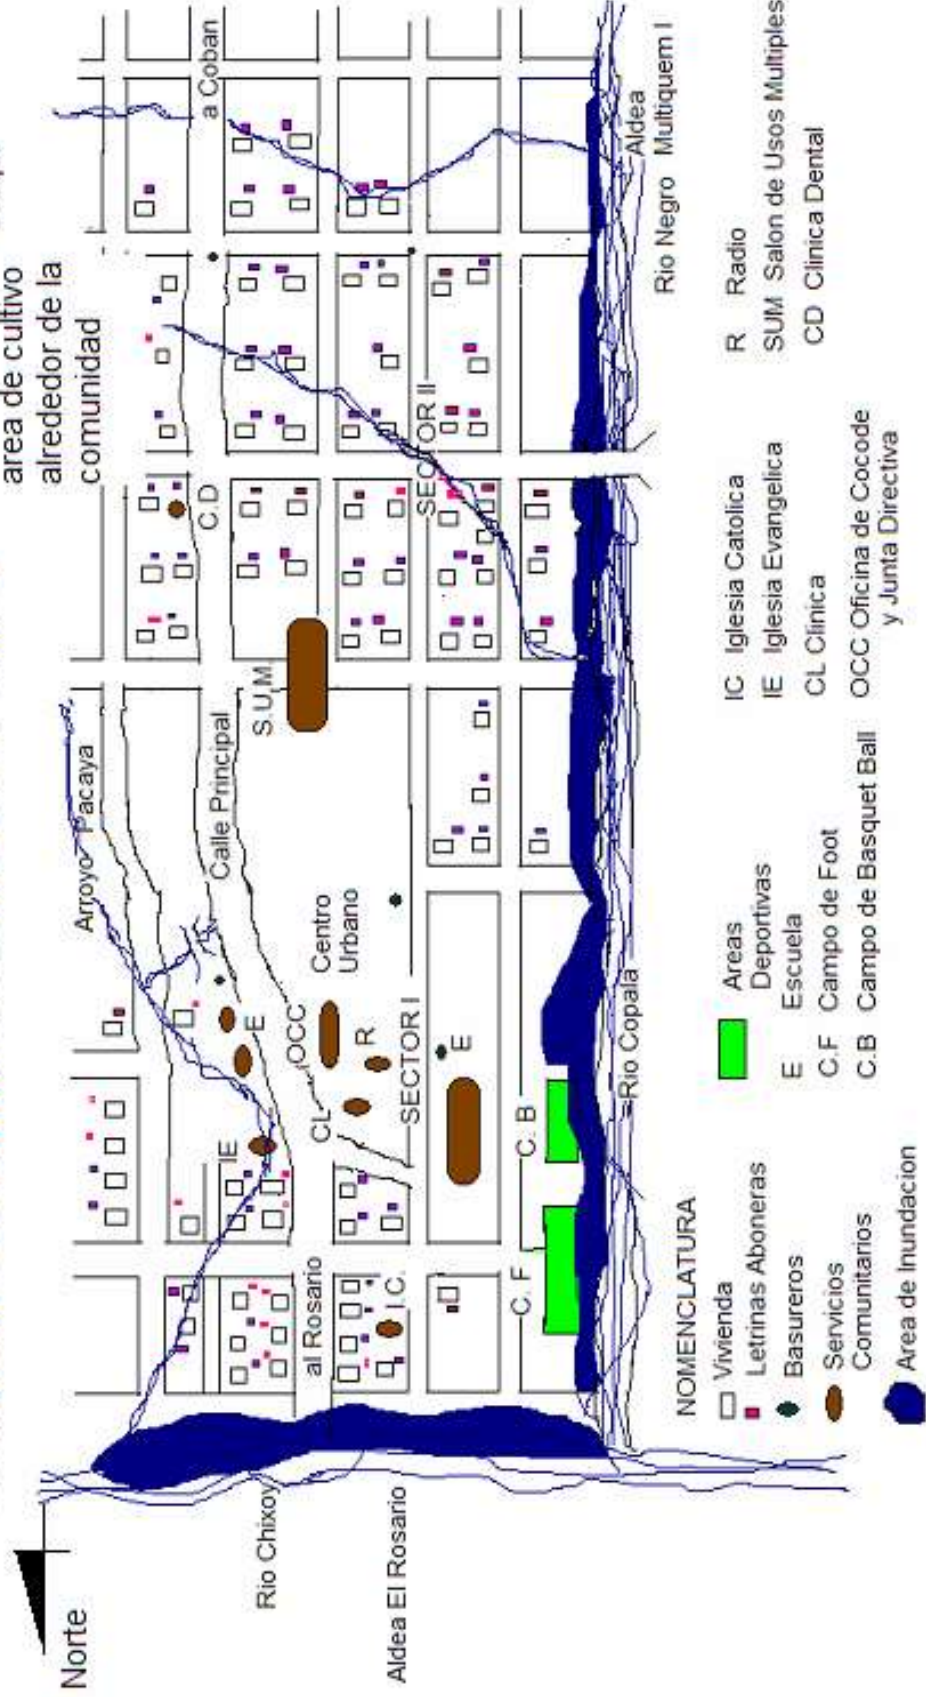 area de cultivo
alrededor de la
comunidad
Norte
Rio Chixoy
Aldea El Rosario
Arroyo Pacaya
Calle Principal
a Coban
al Rosario
IE
E
OCC
CL
R
Centro
Urbano
S.U.M
C.D
I.C.
SECTOR I
SECTOR II
E
C.F
C. B
Rio Copala
Rio Negro
Aldea
Multiquem I
NOMENCLATURA
Vivienda
Letrinas Aboneras
Basureros
Servicios
Comunitarios
Area de Inundacion
Areas
Deportivas
E Escuela
C.F Campo de Foot
C.B Campo de Basquet Ball
IC Iglesia Catolica
IE Iglesia Evangelica
CL Clinica
OCC Oficina de Cocode
y Junta Directiva
R Radio
SUM Salon de Usos Multiples
CD Clinica Dental